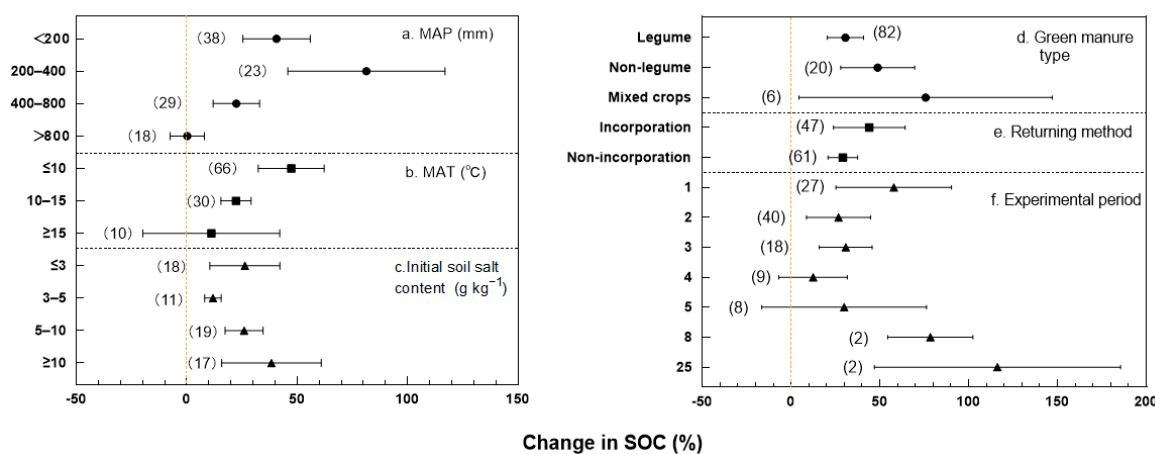 <200
(38)
a. MAP (mm)
200–400
(23)
400–800
(29)
>800
(18)
≤10
(66)
b. MAT (℃)
10–15
(30)
≥15
(10)
≤3
(18)
c.Initial soil salt
content (g kg⁻¹)
3–5
(11)
5–10
(19)
≥10
(17)
-50 0 50 100 150
Legume
(82)
d. Green manure
type
Non-legume
(20)
Mixed crops
(6)
Incorporation
(47)
e. Returning method
Non-incorporation
(61)
1
(27)
f. Experimental period
2
(40)
3
(18)
4
(9)
5
(8)
8
(2)
25
(2)
-50 0 50 100 150 200
Change in SOC (%)